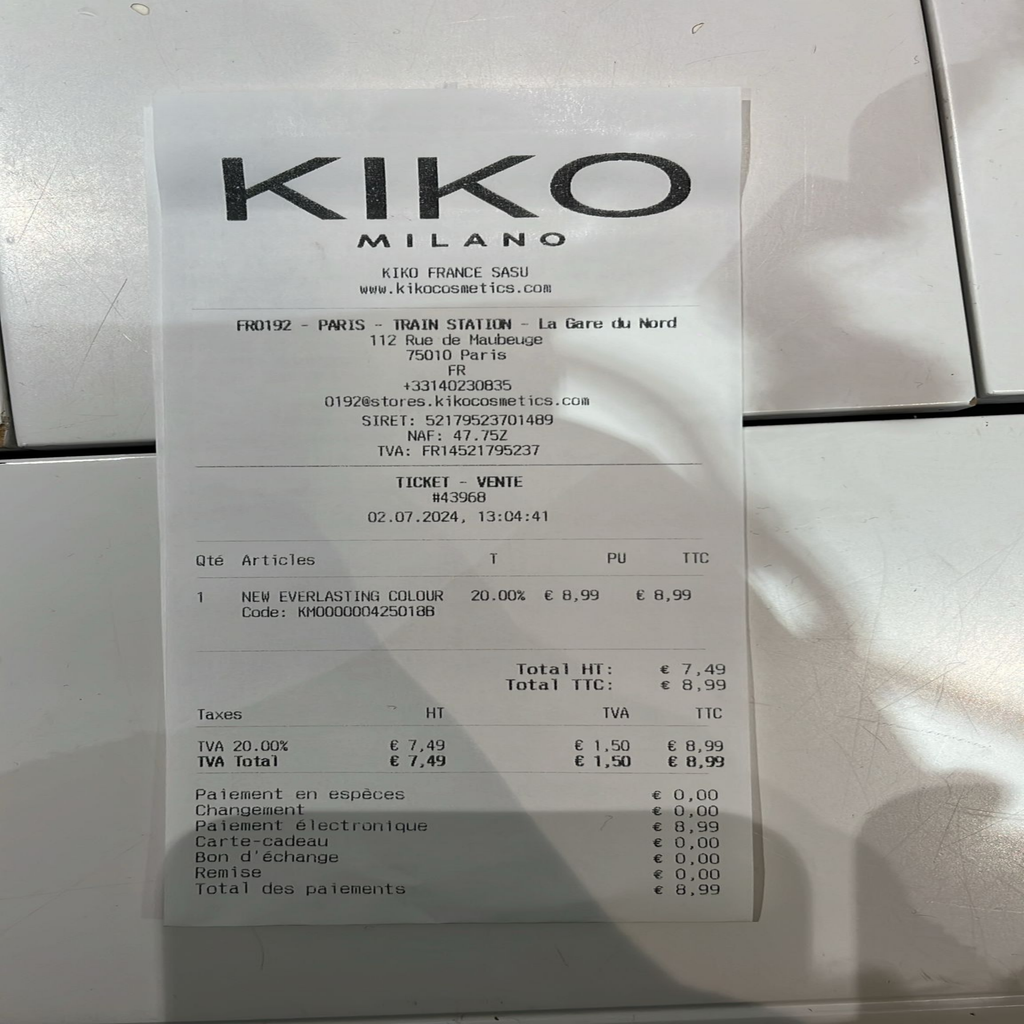 KIKO
MILANO
KIKO FRANCE SASU
www.kikocosmetics.com
FR0192 - PARIS - TRAIN STATION - La Gare du Nord
112 Rue de Maubeuge
75010 Paris
FR
+33140230835
0192@stores.kikocosmetics.com
SIRET: 52179523701489
NAF: 47.75Z
TVA: FR14521795237
TICKET - VENTE
#43968
02.07.2024, 13:04:41
Qté Articles T PU TTC
1 NEW EVERLASTING COLOUR 20.00% € 8,99 € 8,99
Code: KM0000000425018B
Total HT: € 7,49
Total TTC: € 8,99
Taxes HT TVA TTC
TVA 20.00% € 7,49 € 1,50 € 8,99
TVA Total € 7,49 € 1,50 € 8,99
Paiement en espèces € 0,00
Changement € 0,00
Paiement électronique € 8,99
Carte-cadeau € 0,00
Bon d'échange € 0,00
Remise € 0,00
Total des paiements € 8,99